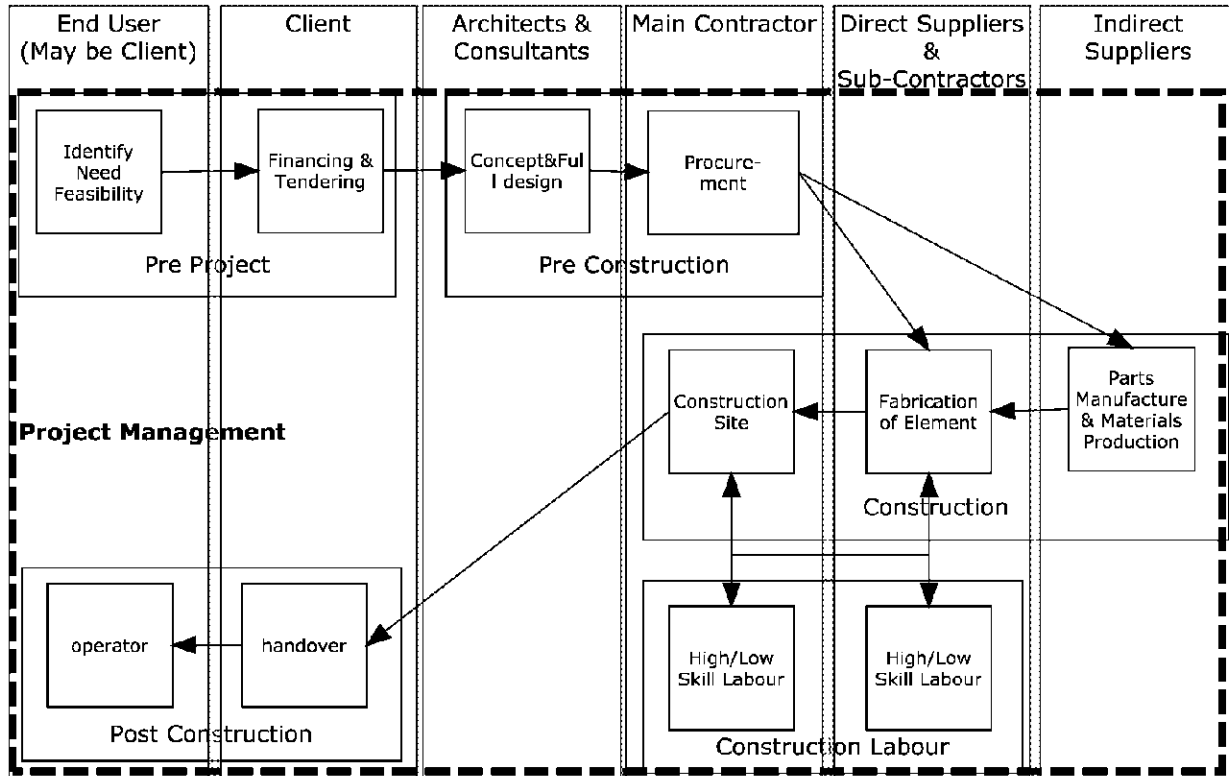 End User
(May be Client)
Client
Architects &
Consultants
Main Contractor
Direct Suppliers
&
Sub-Contractors
Indirect
Suppliers
Identify
Need
Feasibility
Financing &
Tendering
Concept&Ful
l design
Procure-
ment
Pre Project
Pre Construction
Construction
Site
Fabrication
of Element
Parts
Manufacture
& Materials
Production
Project Management
Construction
operator
handover
High/Low
Skill Labour
High/Low
Skill Labour
Post Construction
Construction Labour